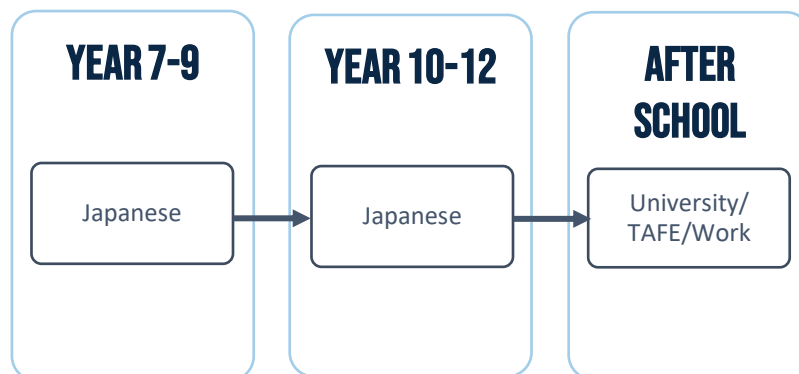 YEAR 7-9
Japanese
YEAR 10-12
Japanese
AFTER
SCHOOL
University/
TAFE/Work